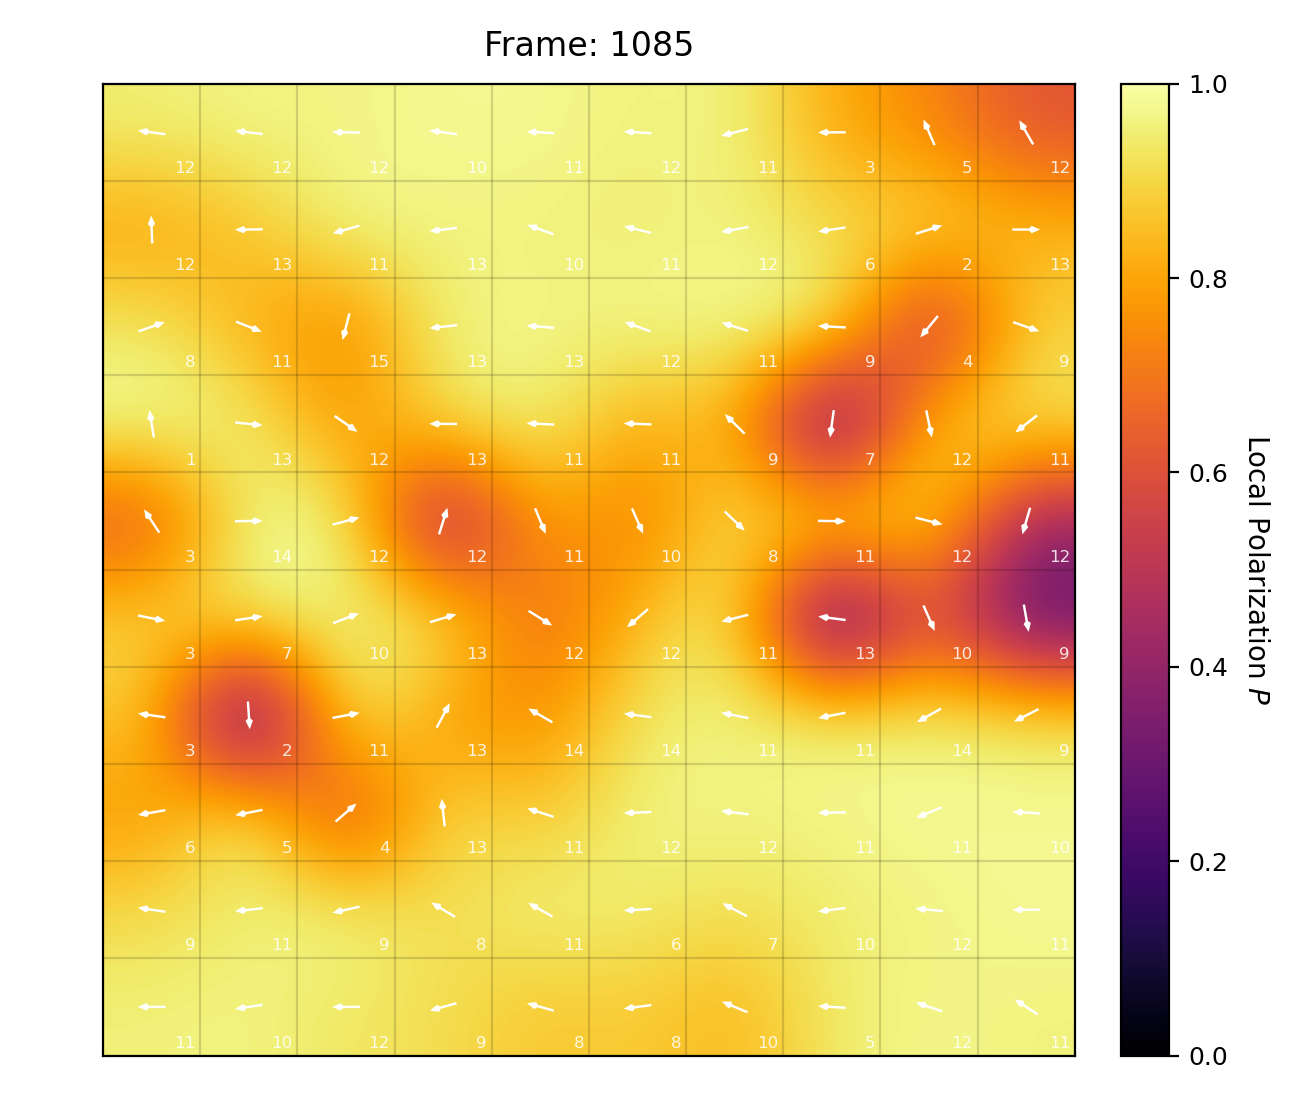 Frame: 1085
12 12 12 10 11 12 11 3 5 12
12 13 11 13 10 11 12 6 2 13
8 11 15 13 13 12 11 9 4 9
1 13 12 13 11 11 9 7 12 11
3 14 12 12 11 10 8 11 12 12
3 7 10 13 12 12 11 13 10 9
3 2 11 13 14 14 11 11 14 9
6 5 4 13 11 12 12 11 11 10
9 11 9 8 11 6 7 10 12 11
11 10 12 9 8 8 10 5 12 11
1.0
0.8
0.6
0.4
0.2
0.0
Local Polarization P